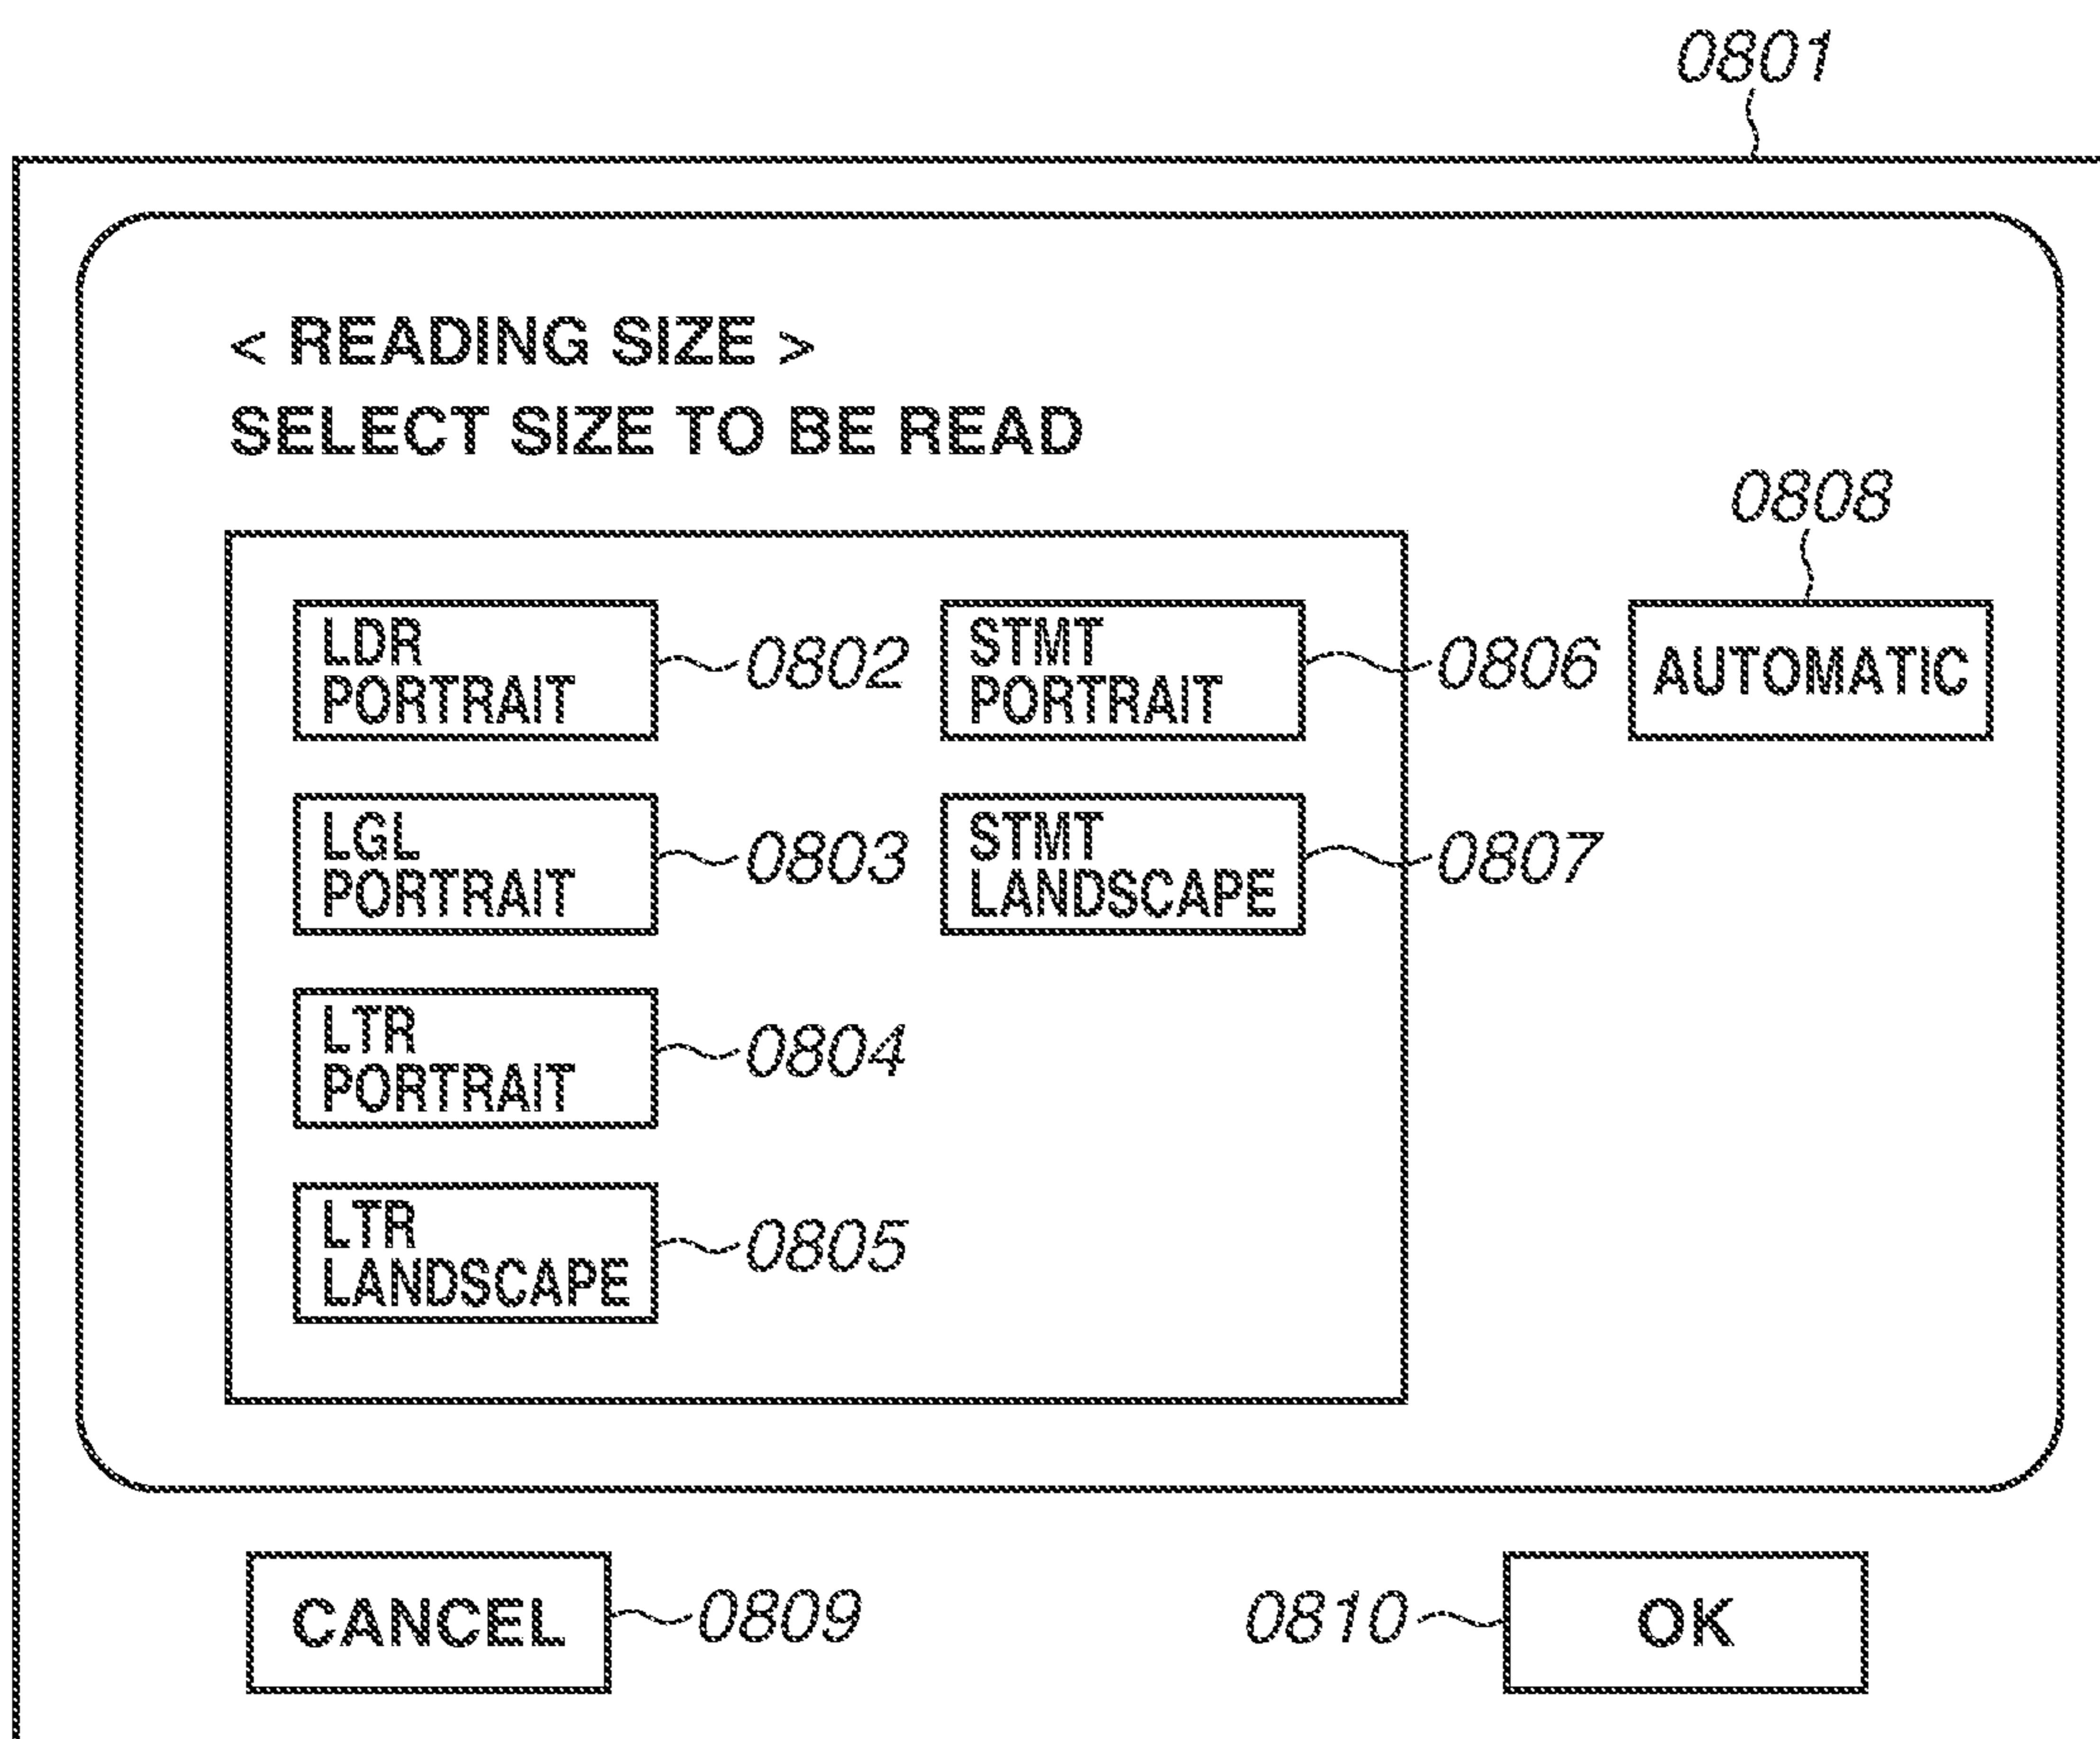 0801
< READING SIZE >
SELECT SIZE TO BE READ
0808
LDR
PORTRAIT
0802
STMT
PORTRAIT
0806
AUTOMATIC
LGL
PORTRAIT
0803
STMT
LANDSCAPE
0807
LTR
PORTRAIT
0804
LTR
LANDSCAPE
0805
CANCEL
0809
0810
OK